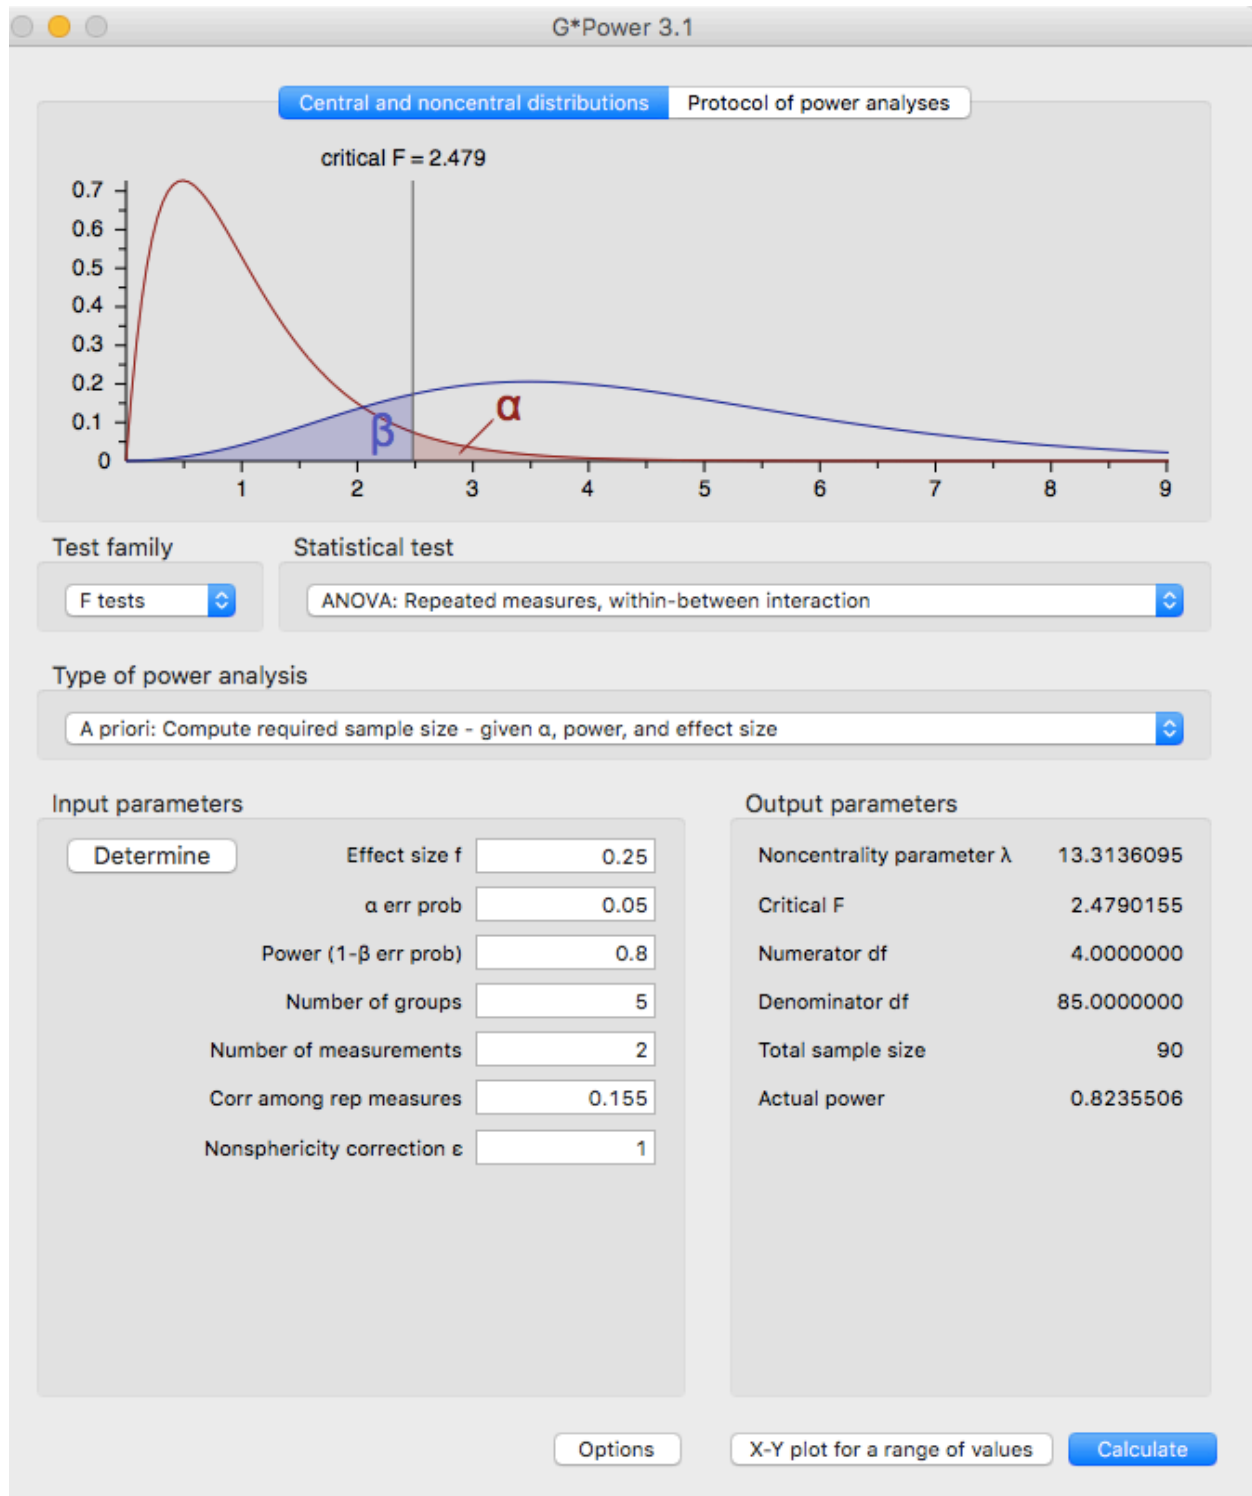 G*Power 3.1
Central and noncentral distributions Protocol of power analyses
critical F = 2.479
0.7
0.6
0.5
0.4
0.3
0.2
0.1
0
β
α
1 2 3 4 5 6 7 8 9
Test family Statistical test
F tests ANOVA: Repeated measures, within-between interaction
Type of power analysis
A priori: Compute required sample size - given α, power, and effect size
Input parameters
Determine Effect size f 0.25
α err prob 0.05
Power (1-β err prob) 0.8
Number of groups 5
Number of measurements 2
Corr among rep measures 0.155
Nonsphericity correction ε 1
Output parameters
Noncentrality parameter λ 13.3136095
Critical F 2.4790155
Numerator df 4.0000000
Denominator df 85.0000000
Total sample size 90
Actual power 0.8235506
Options X-Y plot for a range of values Calculate